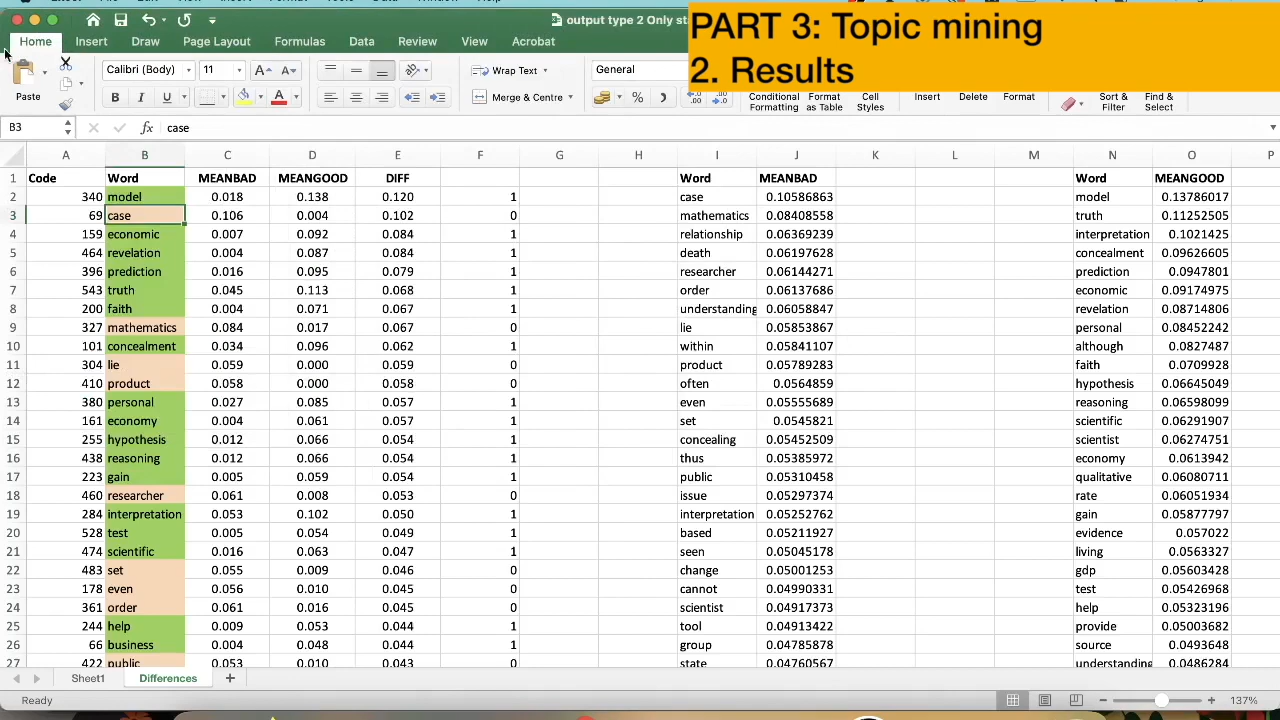 output type 2 Only st
PART 3: Topic mining
2. Results
Home Insert Draw Page Layout Formulas Data Review View Acrobat
Calibri (Body) 11 A A Wrap Text General
Paste B I U A Merge & Centre % Conditional Formatting Format as Table Cell Styles Insert Delete Format Sort & Filter Find & Select
B3 fx case
A B C D E F G H I J K L M N O P
1 Code Word MEANBAD MEANGOOD DIFF Word MEANBAD Word MEANGOOD
2 340 model 0.018 0.138 0.120 1 case 0.10586863 model 0.13786017
3 69 case 0.106 0.004 0.102 0 mathematics 0.08408558 truth 0.11252505
4 159 economic 0.007 0.092 0.084 1 relationship 0.06369239 interpretation 0.1021425
5 464 revelation 0.004 0.087 0.084 1 death 0.06197628 concealment 0.09626605
6 396 prediction 0.016 0.095 0.079 1 researcher 0.06144271 prediction 0.0947801
7 543 truth 0.045 0.113 0.068 1 order 0.06137686 economic 0.09174975
8 200 faith 0.004 0.071 0.067 1 understanding 0.06058847 revelation 0.08714806
9 327 mathematics 0.084 0.017 0.067 0 lie 0.05853867 personal 0.08452242
10 101 concealment 0.034 0.096 0.062 1 within 0.05841107 although 0.0827487
11 304 lie 0.059 0.000 0.059 0 product 0.05789283 faith 0.0709928
12 410 product 0.058 0.000 0.058 0 often 0.0564859 hypothesis 0.06645049
13 380 personal 0.027 0.085 0.057 1 even 0.05555659 reasoning 0.06598099
14 161 economy 0.004 0.061 0.057 1 set 0.0545821 scientific 0.06291907
15 255 hypothesis 0.012 0.066 0.054 1 concealing 0.05452509 scientist 0.06274751
16 438 reasoning 0.012 0.066 0.054 1 thus 0.05385972 economy 0.0613942
17 223 gain 0.005 0.059 0.054 1 public 0.05310458 qualitative 0.06080711
18 460 researcher 0.061 0.008 0.053 0 issue 0.05297374 rate 0.06051934
19 284 interpretation 0.053 0.102 0.050 1 interpretation 0.05252762 gain 0.05877797
20 528 test 0.005 0.054 0.049 1 based 0.05211927 evidence 0.057022
21 474 scientific 0.016 0.063 0.047 1 seen 0.05045178 living 0.0563327
22 483 set 0.055 0.009 0.046 0 change 0.05001253 gdp 0.05603428
23 178 even 0.056 0.010 0.045 0 cannot 0.04990331 test 0.05426968
24 361 order 0.061 0.016 0.045 0 scientist 0.04917373 help 0.05323196
25 244 help 0.009 0.053 0.044 1 tool 0.04913422 provide 0.05003682
26 66 business 0.004 0.048 0.044 1 group 0.04785878 source 0.0493648
27 422 public 0.053 0.010 0.043 0 state 0.04760567 understanding 0.0486284
Sheet1 Differences +
Ready 137%